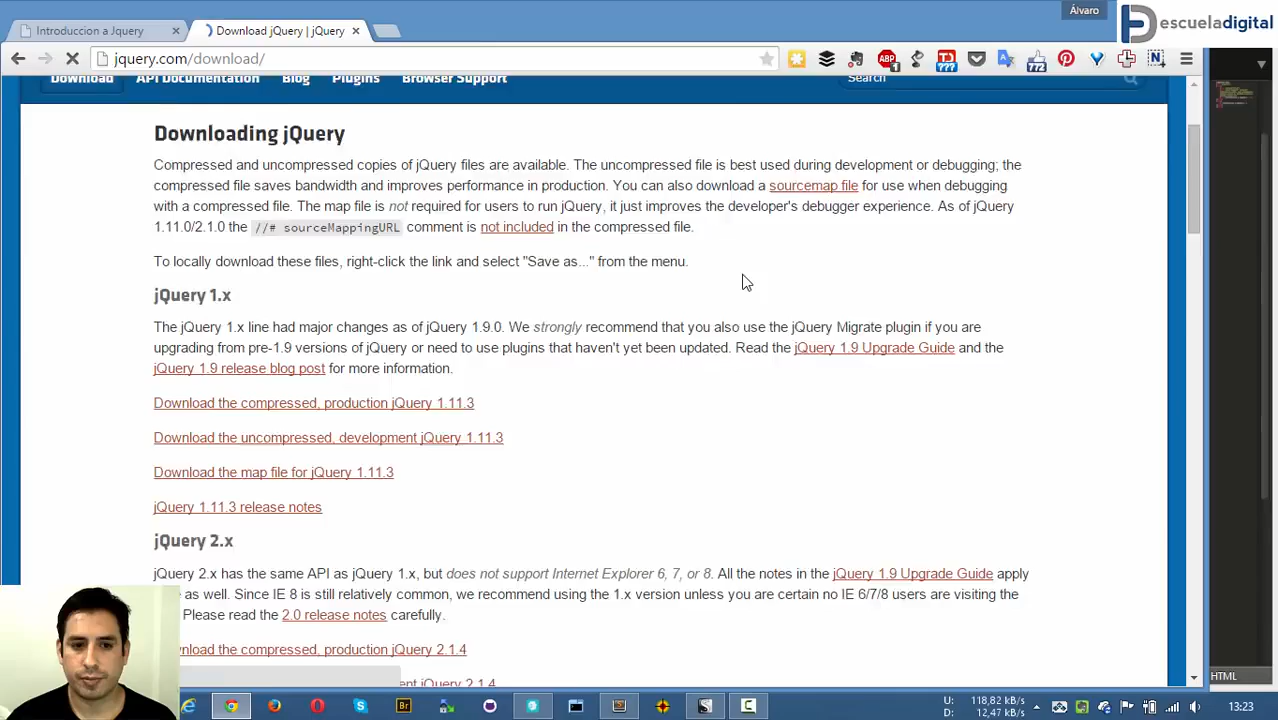 Álvaro
escueladigital
Introduccion a Jquery
Download jQuery | jQuery
jquery.com/download/
ABP
1
777
772
N
Download API Documentation Blog Plugins Browser Support
Search
Downloading jQuery
Compressed and uncompressed copies of jQuery files are available. The uncompressed file is best used during development or debugging; the
compressed file saves bandwidth and improves performance in production. You can also download a sourcemap file for use when debugging
with a compressed file. The map file is not required for users to run jQuery, it just improves the developer's debugger experience. As of jQuery
1.11.0/2.1.0 the //# sourceMappingURL comment is not included in the compressed file.
To locally download these files, right-click the link and select "Save as..." from the menu.
jQuery 1.x
The jQuery 1.x line had major changes as of jQuery 1.9.0. We strongly recommend that you also use the jQuery Migrate plugin if you are
upgrading from pre-1.9 versions of jQuery or need to use plugins that haven't yet been updated. Read the jQuery 1.9 Upgrade Guide and the
jQuery 1.9 release blog post for more information.
Download the compressed, production jQuery 1.11.3
Download the uncompressed, development jQuery 1.11.3
Download the map file for jQuery 1.11.3
jQuery 1.11.3 release notes
jQuery 2.x
jQuery 2.x has the same API as jQuery 1.x, but does not support Internet Explorer 6, 7, or 8. All the notes in the jQuery 1.9 Upgrade Guide apply
as well. Since IE 8 is still relatively common, we recommend using the 1.x version unless you are certain no IE 6/7/8 users are visiting the
Please read the 2.0 release notes carefully.
the compressed, production jQuery 2.1.4
jQuery 2.1.4
HTML
Br
U: 118,82 kB/s
D: 12,47 kB/s
13:23